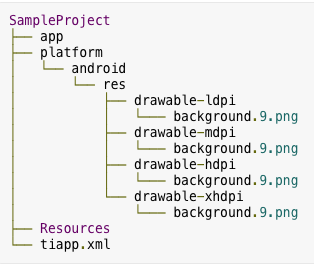 SampleProject
├── app
├── platform
│   └── android
│       └── res
│           ├── drawable-ldpi
│           │   └── background.9.png
│           ├── drawable-mdpi
│           │   └── background.9.png
│           ├── drawable-hdpi
│           │   └── background.9.png
│           └── drawable-xhdpi
│               └── background.9.png
├── Resources
└── tiapp.xml